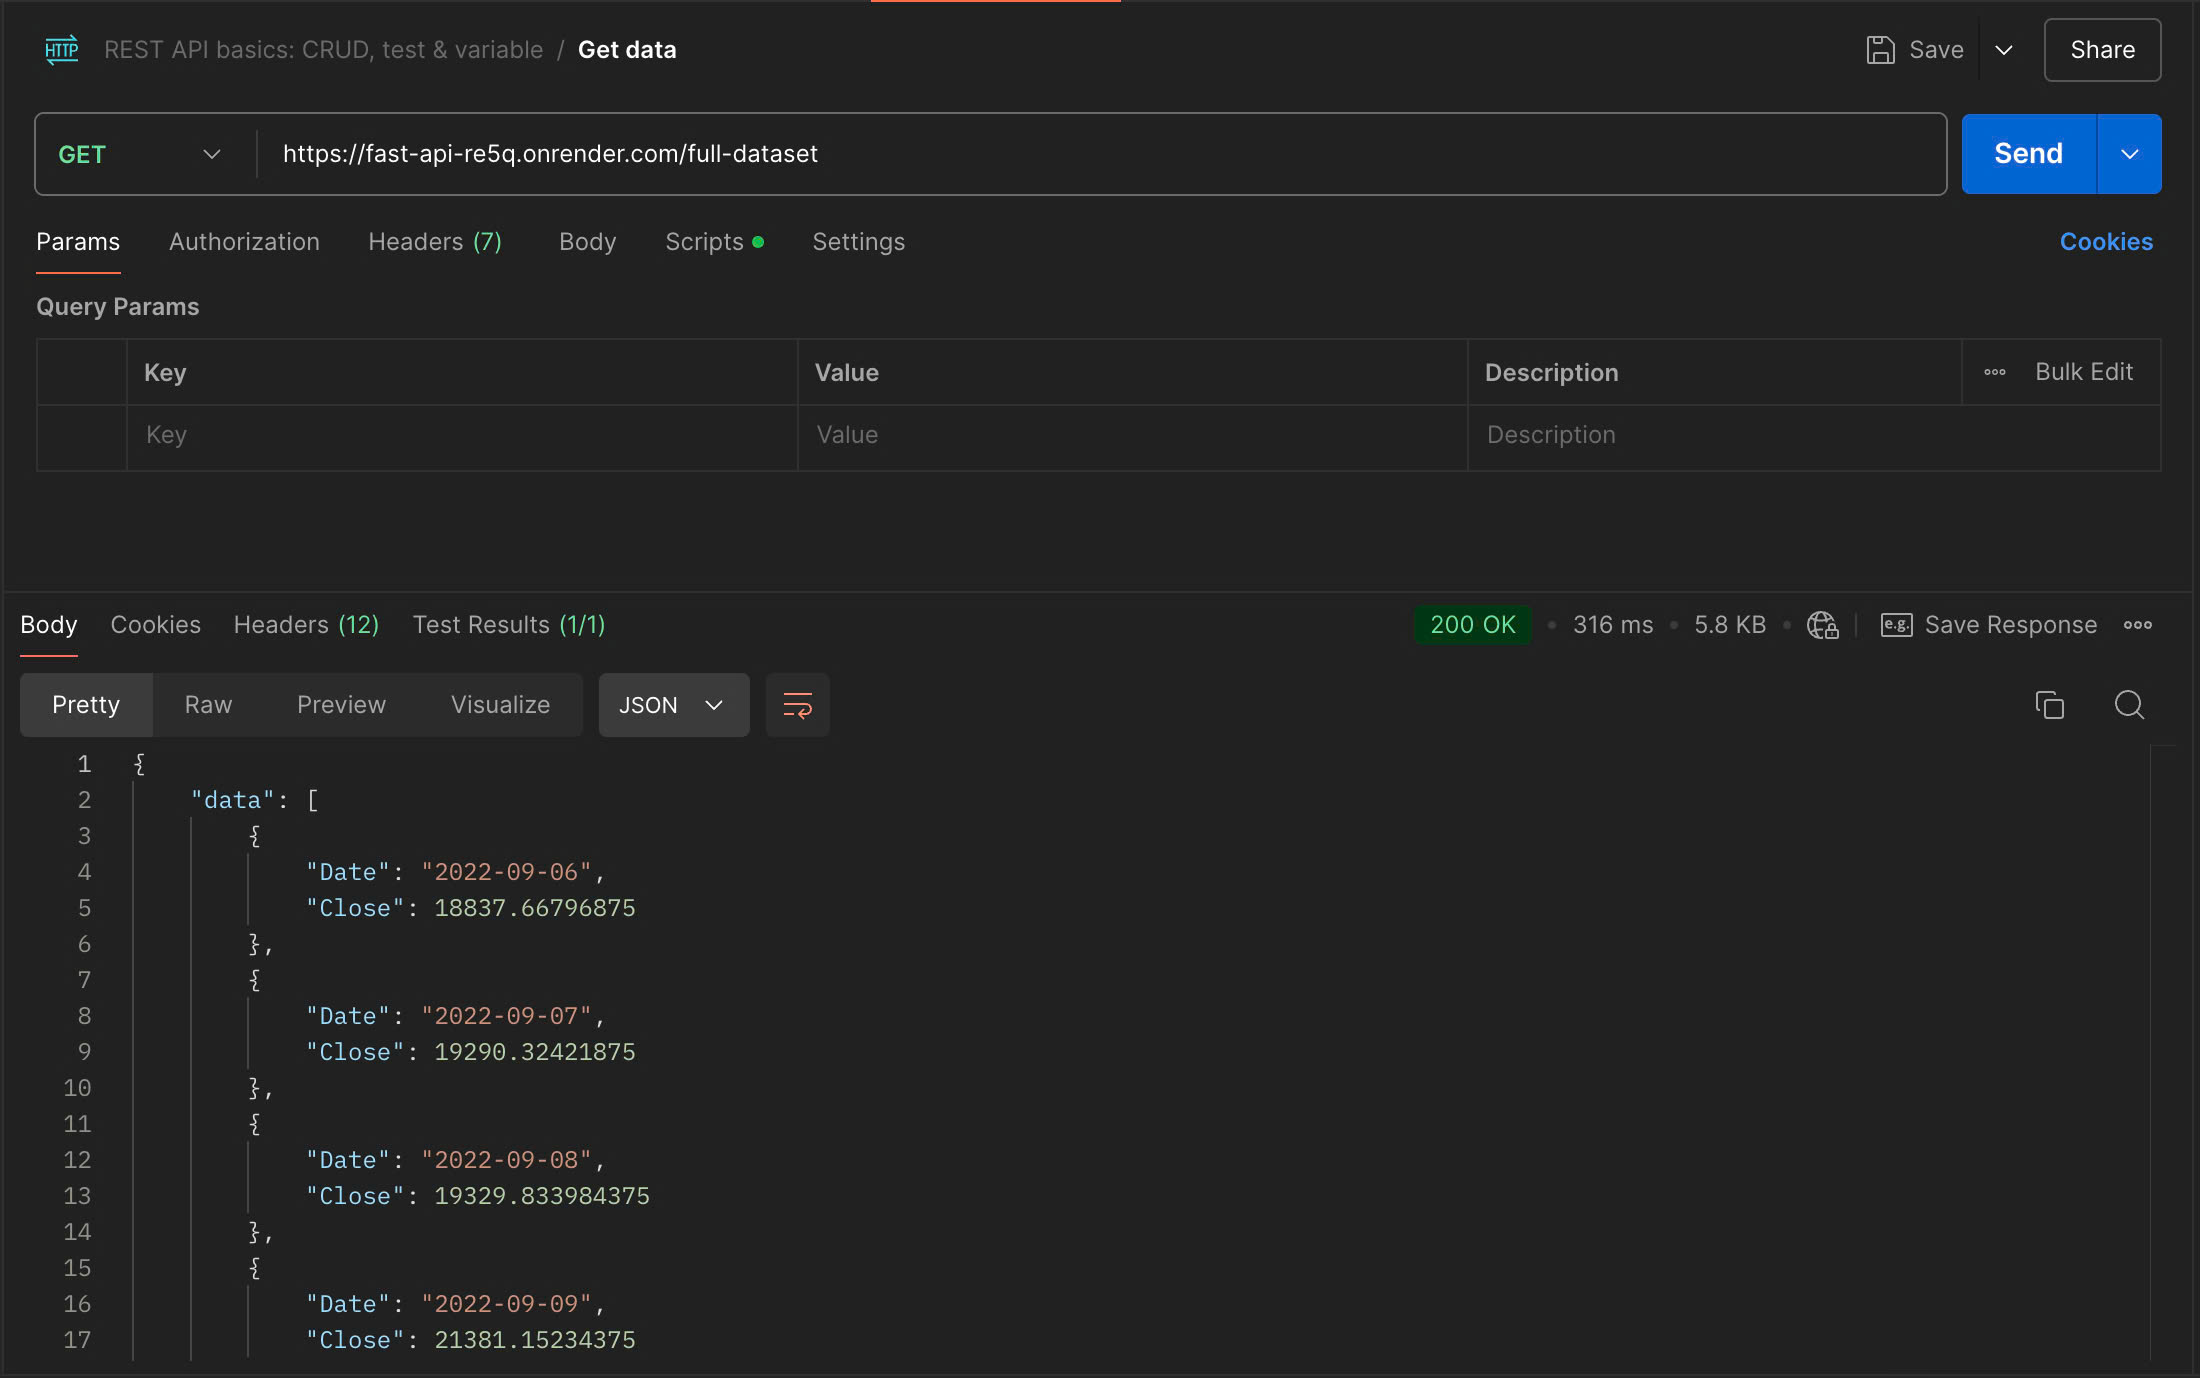 HTTP REST API basics: CRUD, test & variable / Get data Save Share
GET https://fast-api-re5q.onrender.com/full-dataset Send
Params Authorization Headers (7) Body Scripts Settings Cookies
Query Params
Key Value Description Bulk Edit
Key Value Description
Body Cookies Headers (12) Test Results (1/1) 200 OK • 316 ms • 5.8 KB • e.g. Save Response
Pretty Raw Preview Visualize JSON
1 {
2 "data": [
3 {
4 "Date": "2022-09-06",
5 "Close": 18837.66796875
6 },
7 {
8 "Date": "2022-09-07",
9 "Close": 19290.32421875
10 },
11 {
12 "Date": "2022-09-08",
13 "Close": 19329.833984375
14 },
15 {
16 "Date": "2022-09-09",
17 "Close": 21381.15234375